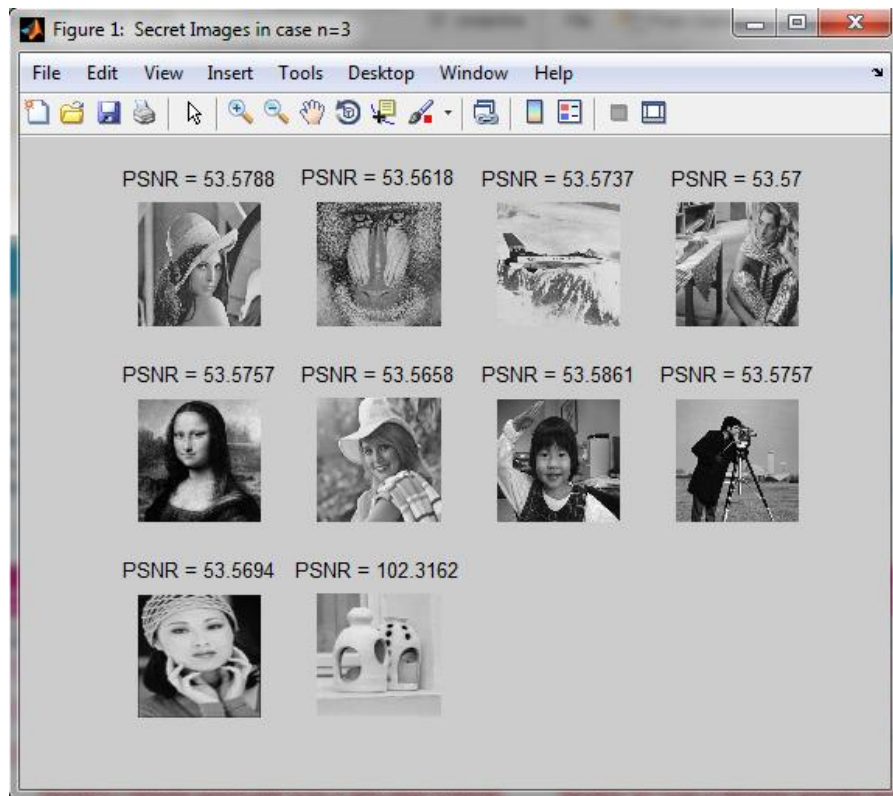 Figure 1: Secret Images in case n=3
File Edit View Insert Tools Desktop Window Help
PSNR = 53.5788 PSNR = 53.5618 PSNR = 53.5737 PSNR = 53.57
PSNR = 53.5757 PSNR = 53.5658 PSNR = 53.5861 PSNR = 53.5757
PSNR = 53.5694 PSNR = 102.3162